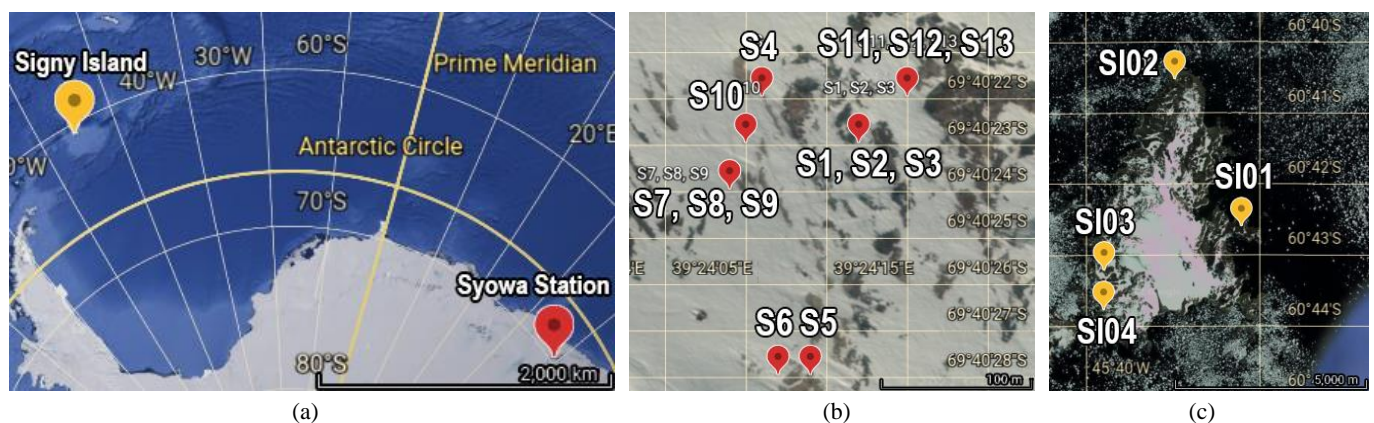 Signy Island
30°W
60°S
40°W
Prime Meridian
°W
Antarctic Circle
20°E
70°S
Syowa Station
80°S
2,000 km
(a)
S4
S11, S12, S13
S10
10
S1, S2, S3
69°40'22"S
69°40'23"S
S1, S2, S3
S7, S8, S9
69°40'24"S
S7, S8, S9
69°40'25"S
E
39°24'05"E
39°24'15"E
69°40'26"S
S6 S5
69°40'27"S
69°40'28"S
100 m
(b)
60°40'S
SI02
60°41'S
60°42'S
SI01
SI03
60°43'S
SI04
60°44'S
45°40'W
60°
5,000 m
(c)